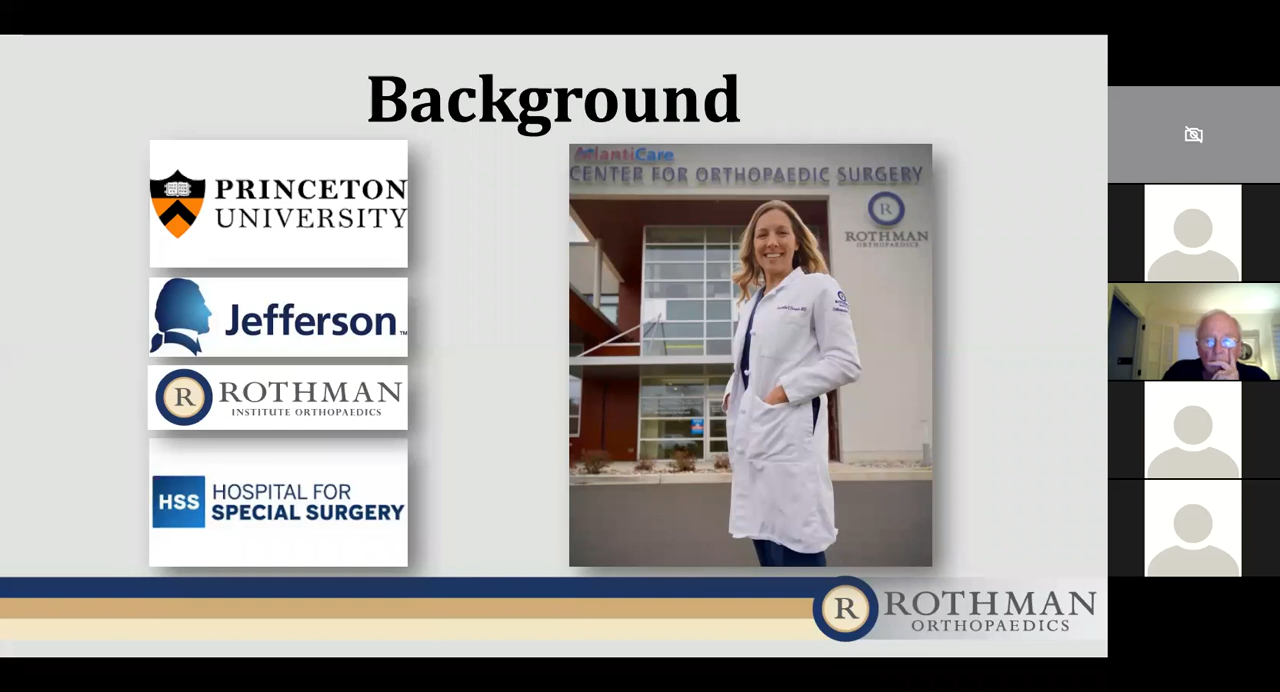 Background
PRINCETON
UNIVERSITY
Jefferson™
R ROTHMAN
INSTITUTE ORTHOPAEDICS
HSS HOSPITAL FOR
SPECIAL SURGERY
AtlantiCare
CENTER FOR ORTHOPAEDIC SURGERY
R
ROTHMAN
ORTHOPAEDICS
R ROTHMAN
ORTHOPAEDICS